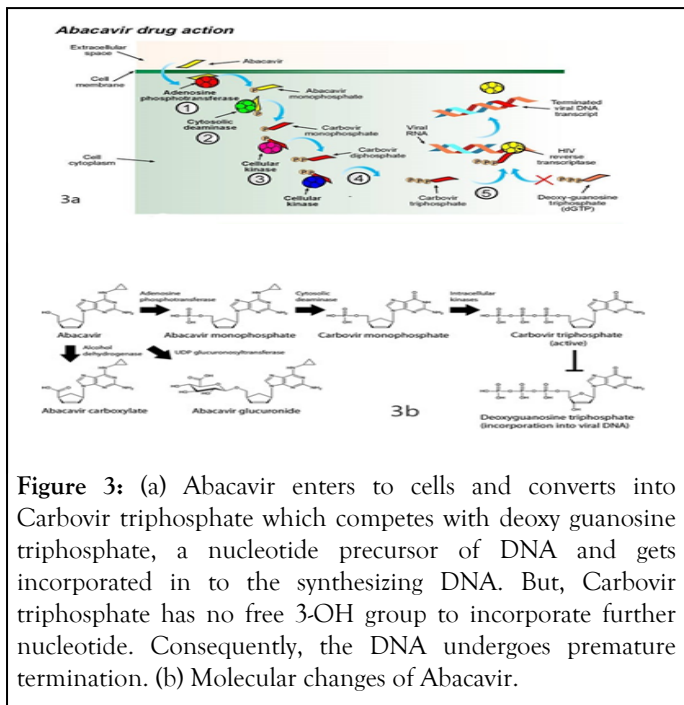 Abacavir drug action
Extracellular
space
Abacavir
Cell
membrane
Adenosine
phosphotransferase
1
Abacavir
monophosphate
Cytosolic
deaminase
2
Carbovir
monophosphate
Cell
cytoplasm
Cellular
kinase
3
Carbovir
diphosphate
Cellular
kinase
4
Viral RNA
Terminated
viral DNA
transcript
HIV
reverse
transcriptase
Carbovir
triphosphate
5
Deoxy-guanosine
triphosphate
(dGTP)
3a
Adenosine
phosphotransferase
Cytosolic
deaminase
Intracellular
kinases
Abacavir
Abacavir monophosphate
Carbovir monophosphate
Carbovir triphosphate
(active)
Alcohol
dehydrogenase
UDP glucuronosyltransferase
Abacavir carboxylate
Abacavir glucuronide
3b
Deoxyguanosine triphosphate
(incorporation into viral DNA)
Figure 3: (a) Abacavir enters to cells and converts into
Carbovir triphosphate which competes with deoxy guanosine
triphosphate, a nucleotide precursor of DNA and gets
incorporated in to the synthesizing DNA. But, Carbovir
triphosphate has no free 3-OH group to incorporate further
nucleotide. Consequently, the DNA undergoes premature
termination. (b) Molecular changes of Abacavir.